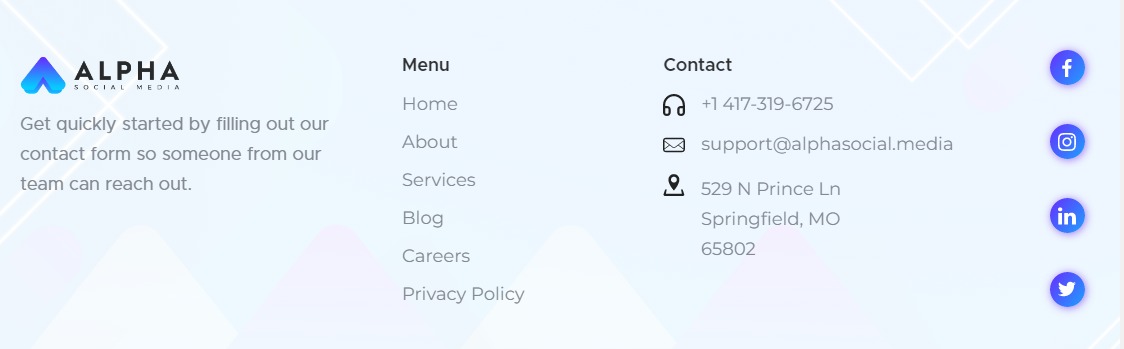 ALPHA
SOCIAL MEDIA
Get quickly started by filling out our
contact form so someone from our
team can reach out.
Menu
Home
About
Services
Blog
Careers
Privacy Policy
Contact
+1 417-319-6725
support@alphasocial.media
529 N Prince Ln
Springfield, MO
65802